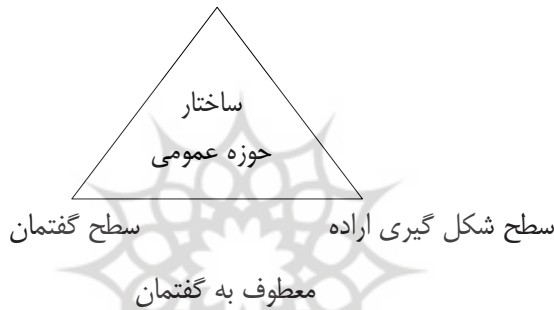 ساختار
حوزه عمومی
سطح شکل گیری اراده
سطح گفتمان
معطوف به گفتمان